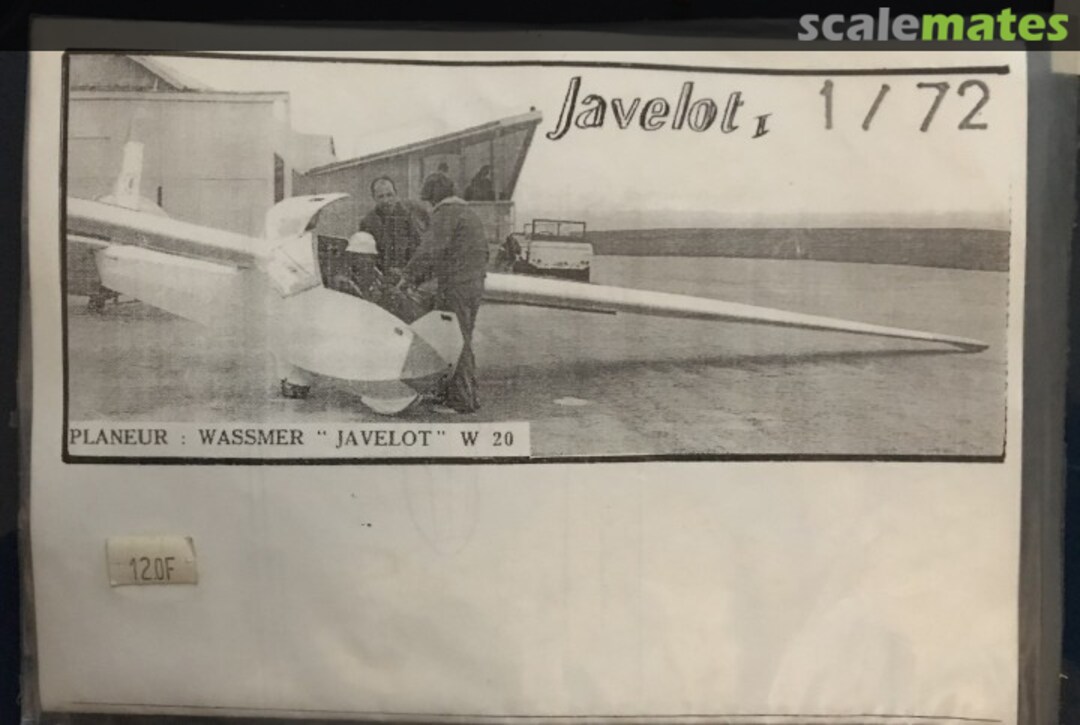 scalemates
Javelot I 1/72
PLANEUR : WASSMER "JAVELOT" W 20
120F